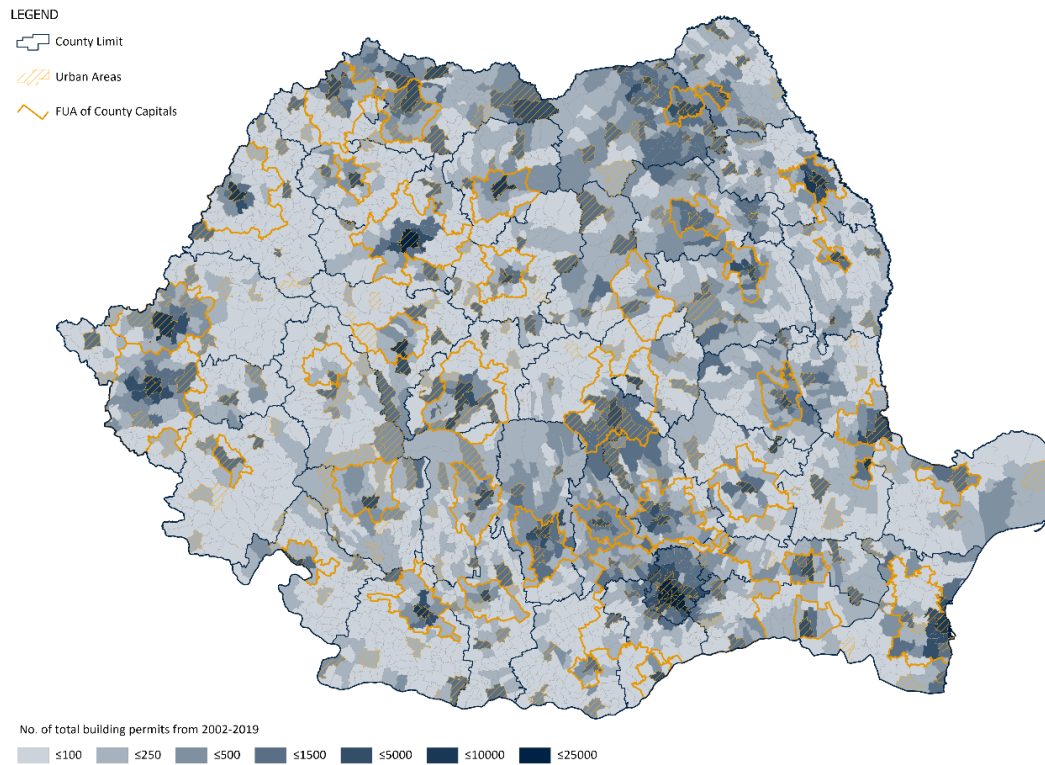 LEGEND
County Limit
Urban Areas
FUA of County Capitals
No. of total building permits from 2002-2019
≤100 ≤250 ≤500 ≤1500 ≤5000 ≤10000 ≤25000